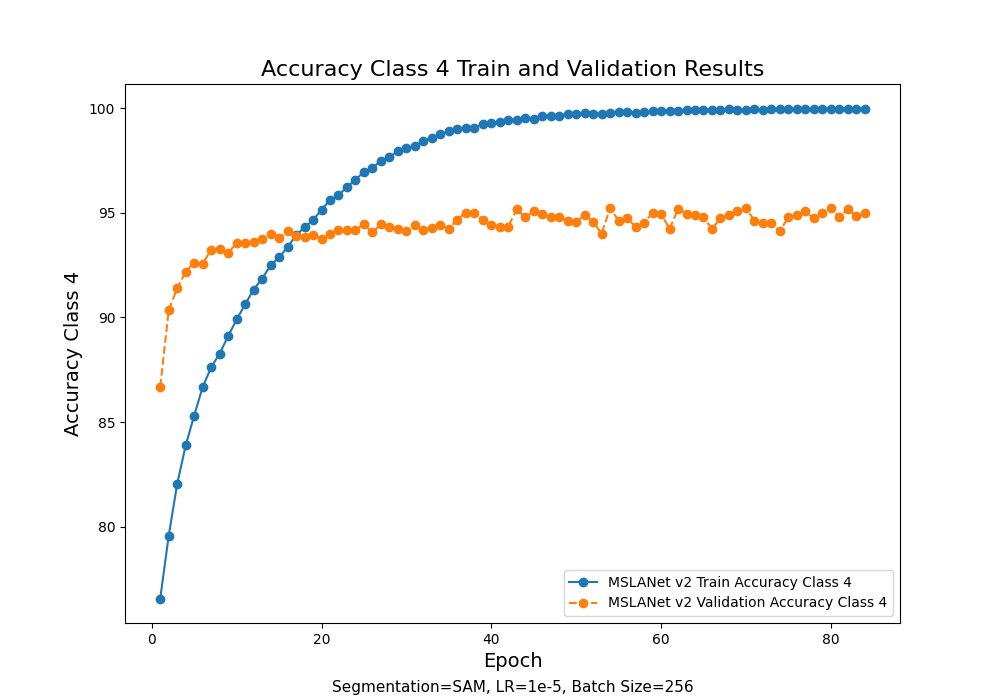 Accuracy Class 4 Train and Validation Results
100
95
90
85
80
Accuracy Class 4
MSLANet v2 Train Accuracy Class 4
MSLANet v2 Validation Accuracy Class 4
0 20 40 60 80
Epoch
Segmentation=SAM, LR=1e-5, Batch Size=256